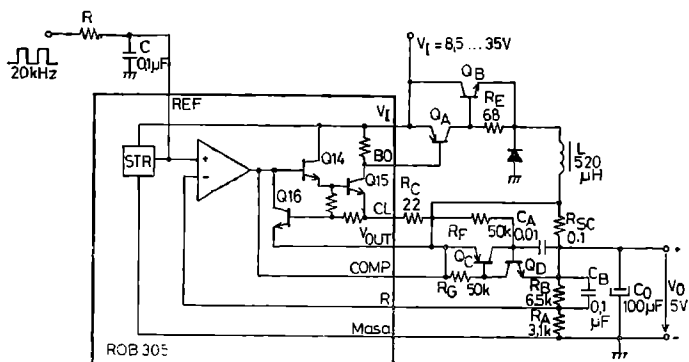 R
C
0,1µF
20kHz
V_I = 8,5 ... 35V
Q_B
R_E
68
Q_A
REF
V_I
STR
+
−
Q14
BO
Q15
Q16
CL
R_C
22
V_OUT
COMP
R
Masa
ROB 305
L
520
µH
C_A
0.01
R_F
50k
R_SC
0.1
Q_C
Q_D
R_G
50k
R_B
6.5k
C_B
0,1
µF
R_A
3,1k
C_O
100µF
+
V_O
5V
-